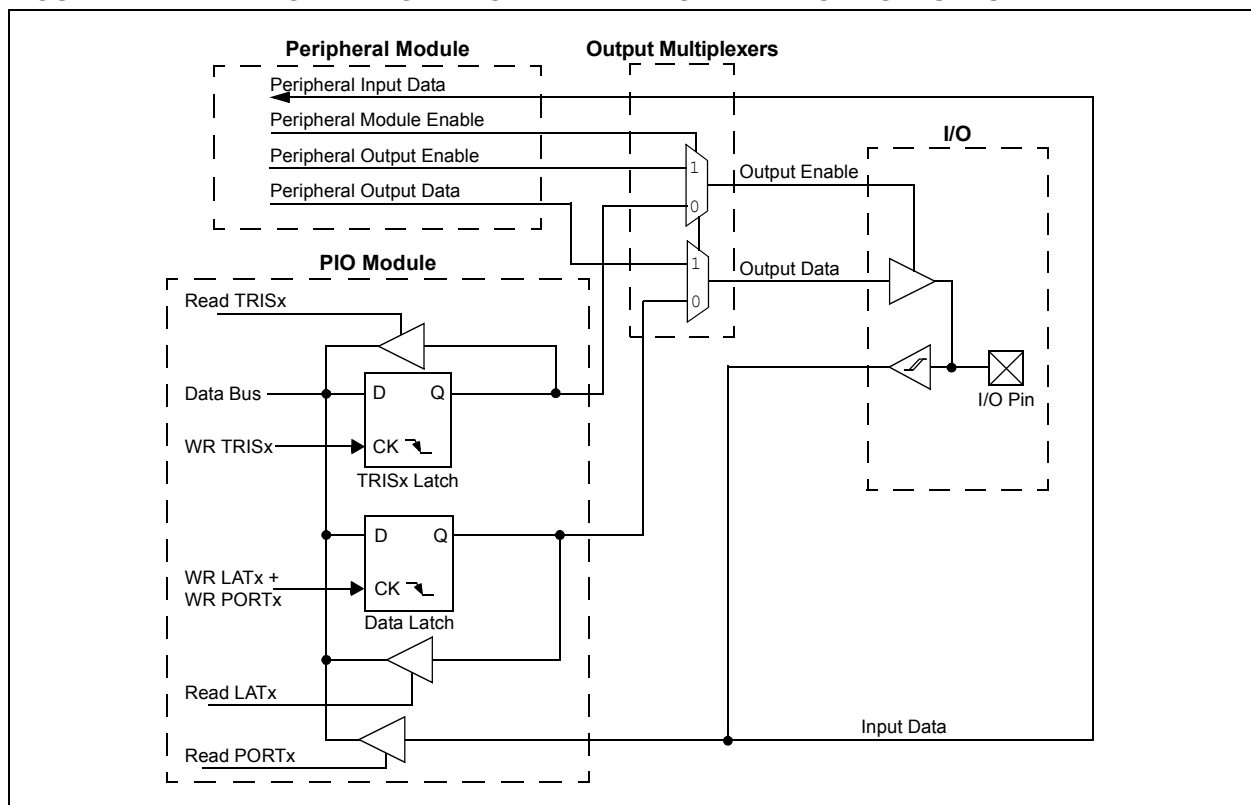 Peripheral Module
Output Multiplexers
Peripheral Input Data
Peripheral Module Enable
Peripheral Output Enable
Peripheral Output Data
1
0
1
0
Output Enable
Output Data
I/O
I/O Pin
PIO Module
Read TRISx
Data Bus
D
Q
WR TRISx
CK
TRISx Latch
D
Q
WR LATx +
WR PORTx
CK
Data Latch
Read LATx
Read PORTx
Input Data